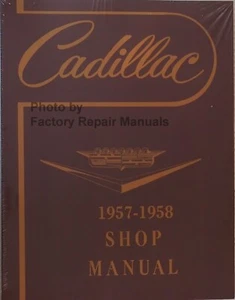 Cadillac
Photo by
Factory Repair Manuals
1957-1958
SHOP
MANUAL